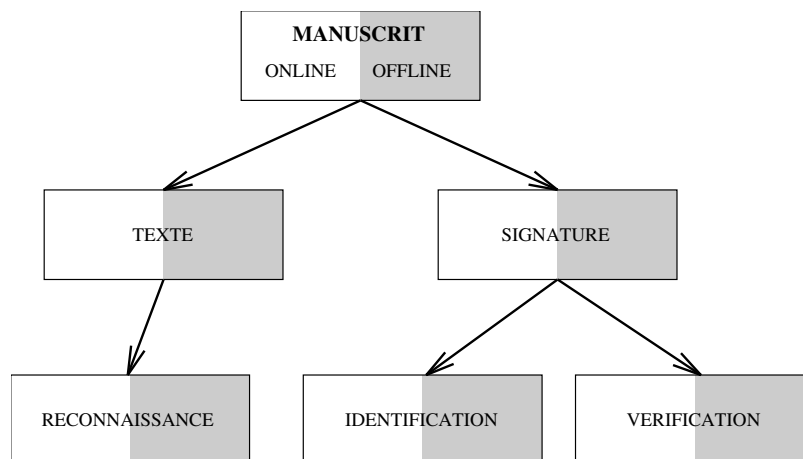 MANUSCRIT
ONLINE OFFLINE
TEXTE SIGNATURE
RECONNAISSANCE IDENTIFICATION VERIFICATION